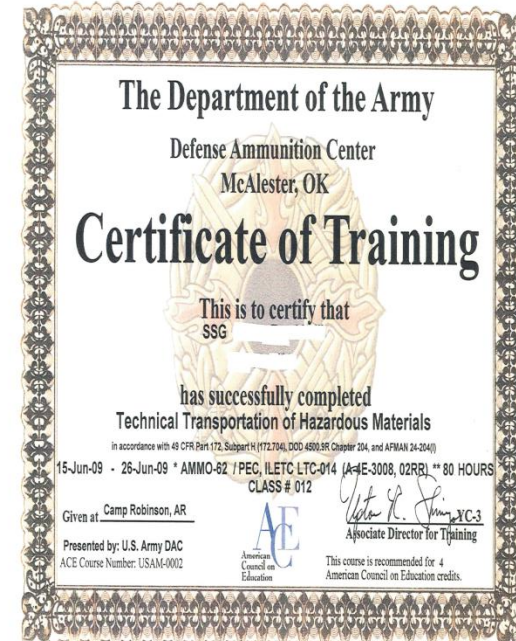 The Department of the Army
Defense Ammunition Center
McAlester, OK
Certificate of Training
This is to certify that
SSG
has successfully completed
Technical Transportation of Hazardous Materials
in accordance with 49 CFR Part 172, Subpart H (172.704), DOD 4500.9R Chapter 204, and AFMAN 24-204(I)
15-Jun-09 - 26-Jun-09 * AMMO-62 / PEC, ILETC LTC-014 (A-4E-3008, 02RR) ** 80 HOURS
CLASS # 012
Given at Camp Robinson, AR
YC-3
Associate Director for Training
Presented by: U.S. Army DAC
ACE Course Number: USAM-0002
ACE
American
Council on
Education
This course is recommended for 4
American Council on Education credits.